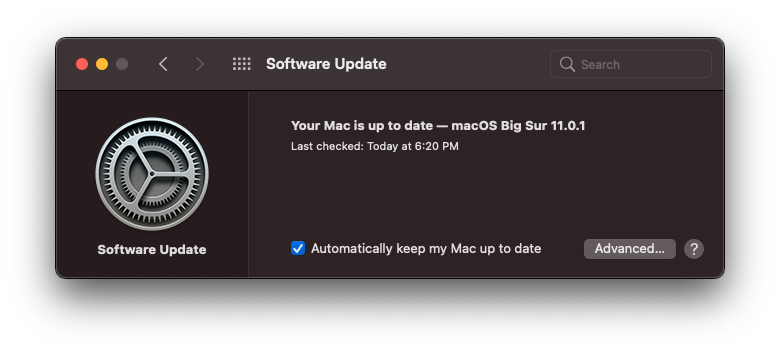 Software Update
Search
Your Mac is up to date — macOS Big Sur 11.0.1
Last checked: Today at 6:20 PM
Software Update
Automatically keep my Mac up to date
Advanced...
?